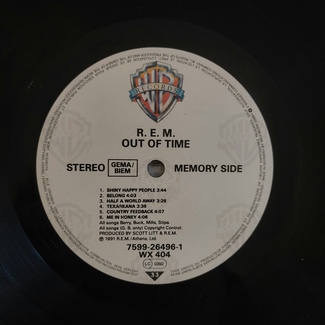 WB
RECORDS
R. E. M.
OUT OF TIME
STEREO GEMA/BIEM MEMORY SIDE
1. SHINY HAPPY PEOPLE 3:44
2. BELONG 4:03
3. HALF A WORLD AWAY 3:26
4. TEXARKANA 3:36
5. COUNTRY FEEDBACK 4:07
6. ME IN HONEY 4:06
All songs Berry, Buck, Mills, Stipe.
All songs (G. B. only) Copyright Control.
PRODUCED BY SCOTT LITT & R.E.M.
℗ 1991 R.E.M./Athens, Ltd.
7599-26496-1
WX 404
LC 0392
33